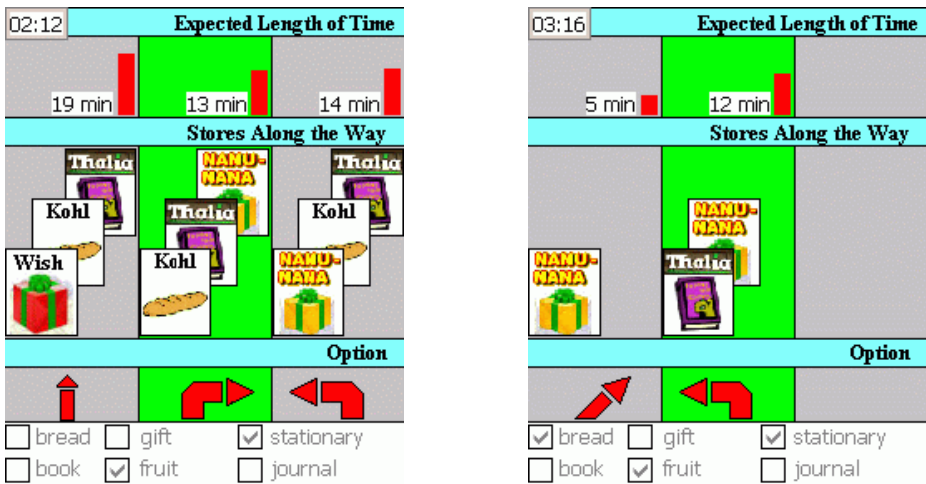 02:12
Expected Length of Time
19 min
13 min
14 min
Stores Along the Way
Thalia
Kohl
Wish
NANU-
NANA
Thalia
Kohl
Thalia
Kohl
NANU-
NANA
Option
bread gift stationary
book fruit journal
03:16
Expected Length of Time
5 min
12 min
Stores Along the Way
NANU-
NANA
NANU-
NANA
Thalia
Option
bread gift stationary
book fruit journal